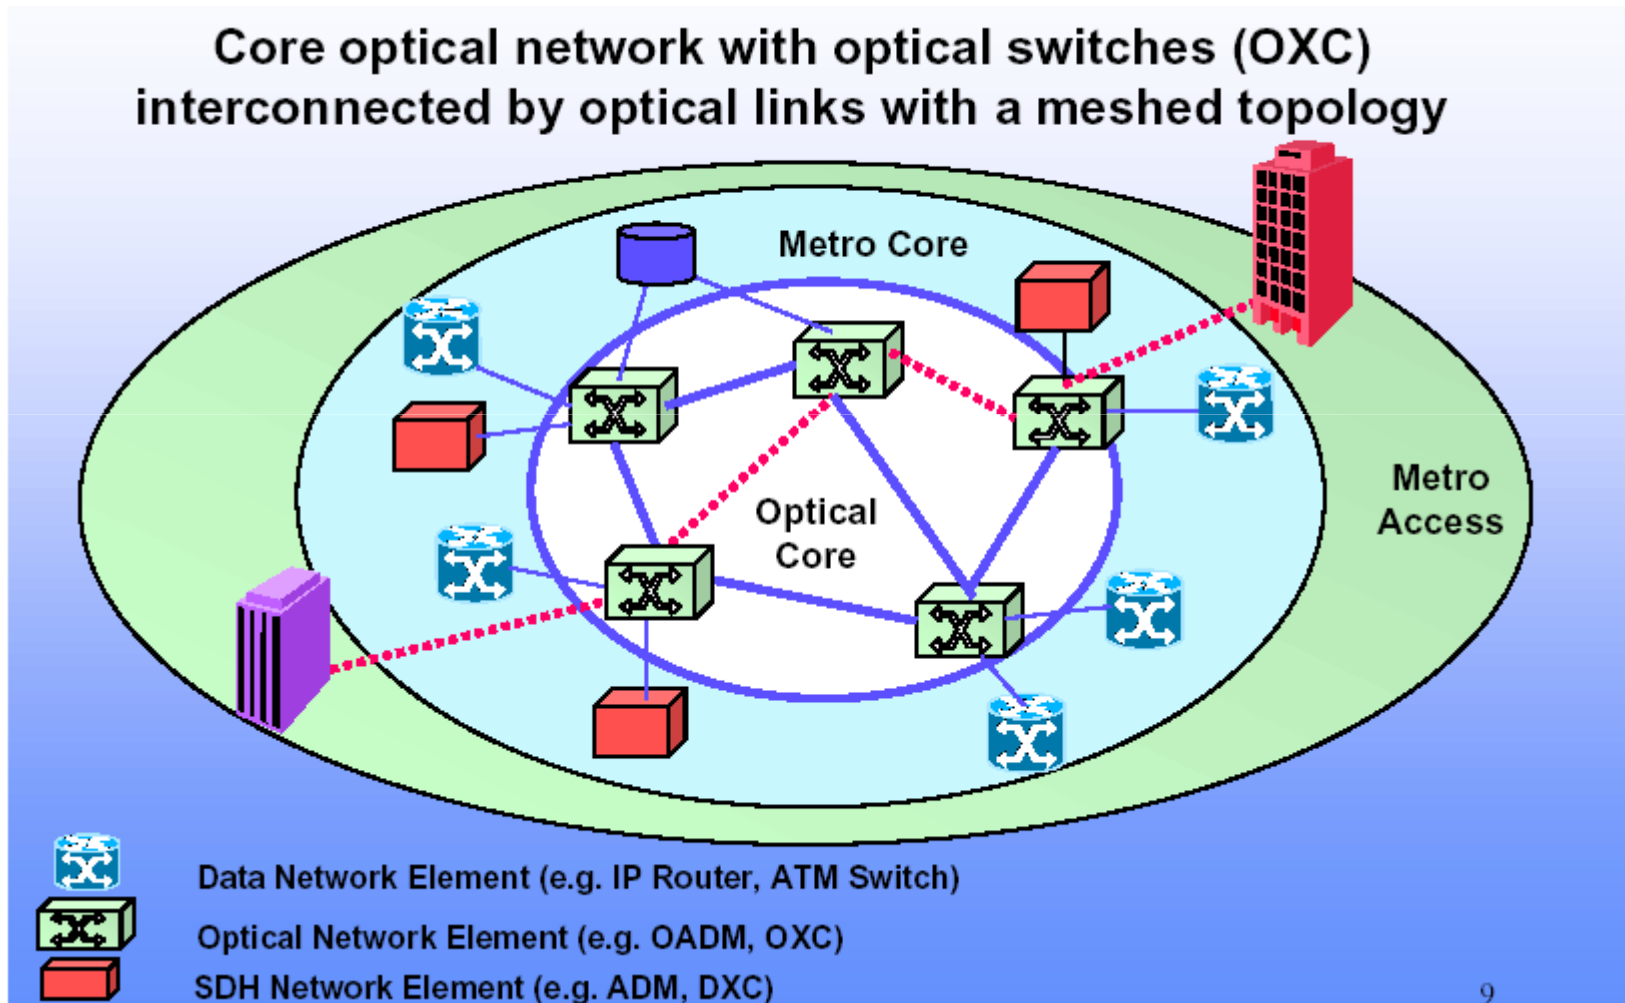 Core optical network with optical switches (OXC)
interconnected by optical links with a meshed topology
Metro Core
Metro
Access
Optical
Core
Data Network Element (e.g. IP Router, ATM Switch)
Optical Network Element (e.g. OADM, OXC)
SDH Network Element (e.g. ADM, DXC)
9